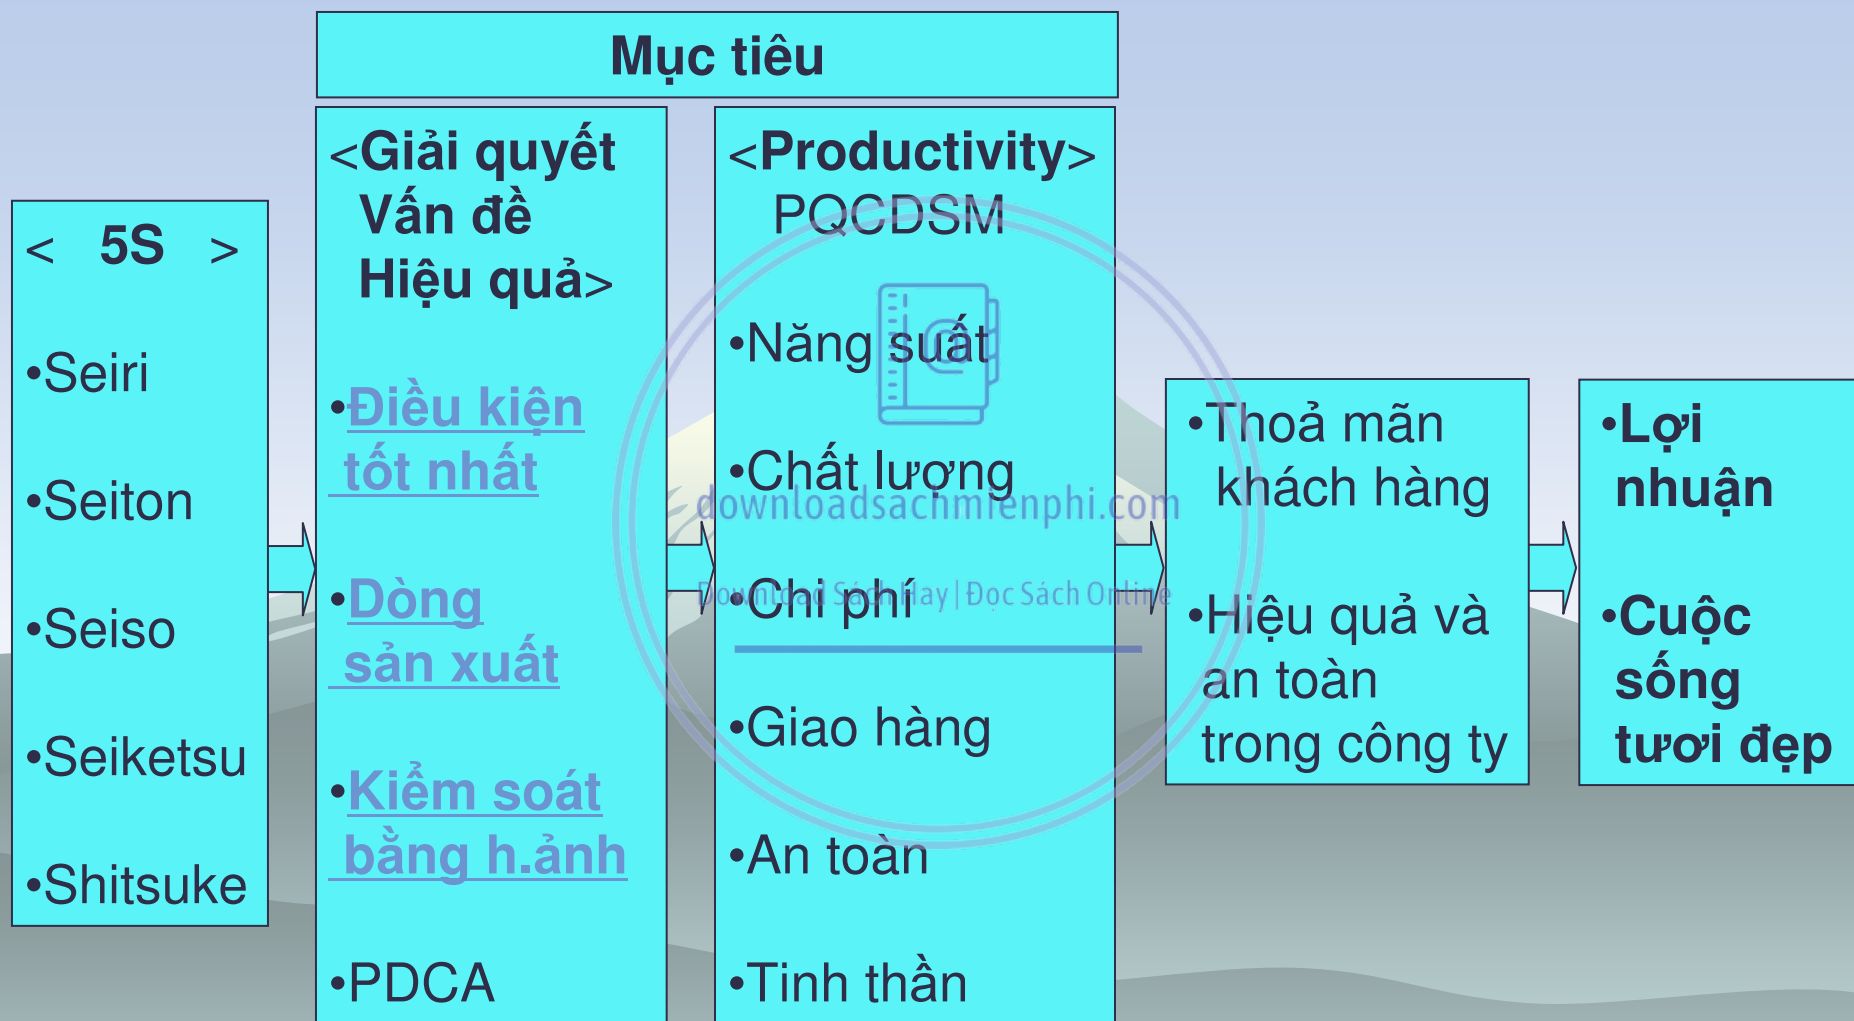 Mục tiêu
< 5S >
•Seiri
•Seiton
•Seiso
•Seiketsu
•Shitsuke
<Giải quyết
Vấn đề
Hiệu quả>
•Điều kiện
tốt nhất
•Dòng
sản xuất
•Kiểm soát
bằng h.ảnh
•PDCA
<Productivity>
PQCDSM
•Năng suất
•Chất lượng
•Chi phí
•Giao hàng
•An toàn
•Tinh thần
downloadsachmienphi.com
Download Sách Hay | Đọc Sách Online
•Thoả mãn
khách hàng
•Hiệu quả và
an toàn
trong công ty
•Lợi
nhuận
•Cuộc
sống
tươi đẹp